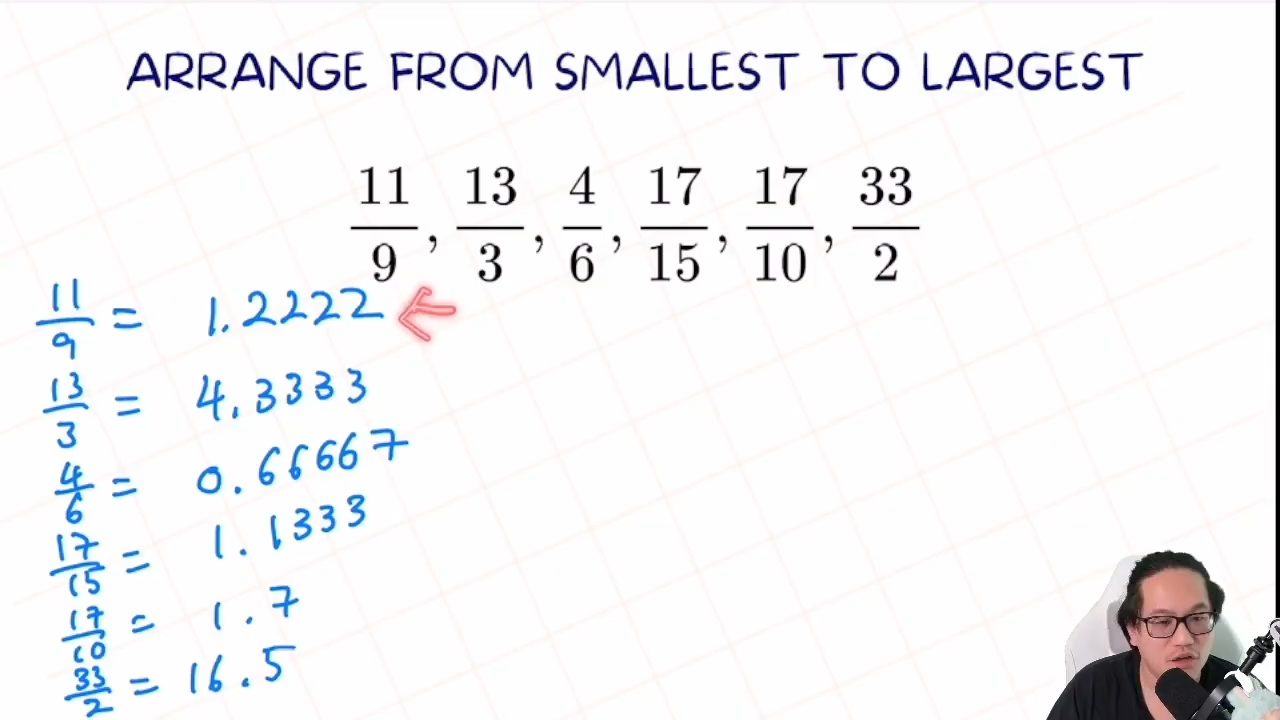 ARRANGE FROM SMALLEST TO LARGEST
11/9, 13/3, 4/6, 17/15, 17/10, 33/2
11/9 = 1.2222
13/3 = 4.3333
4/6 = 0.66667
17/15 = 1.1333
17/10 = 1.7
33/2 = 16.5